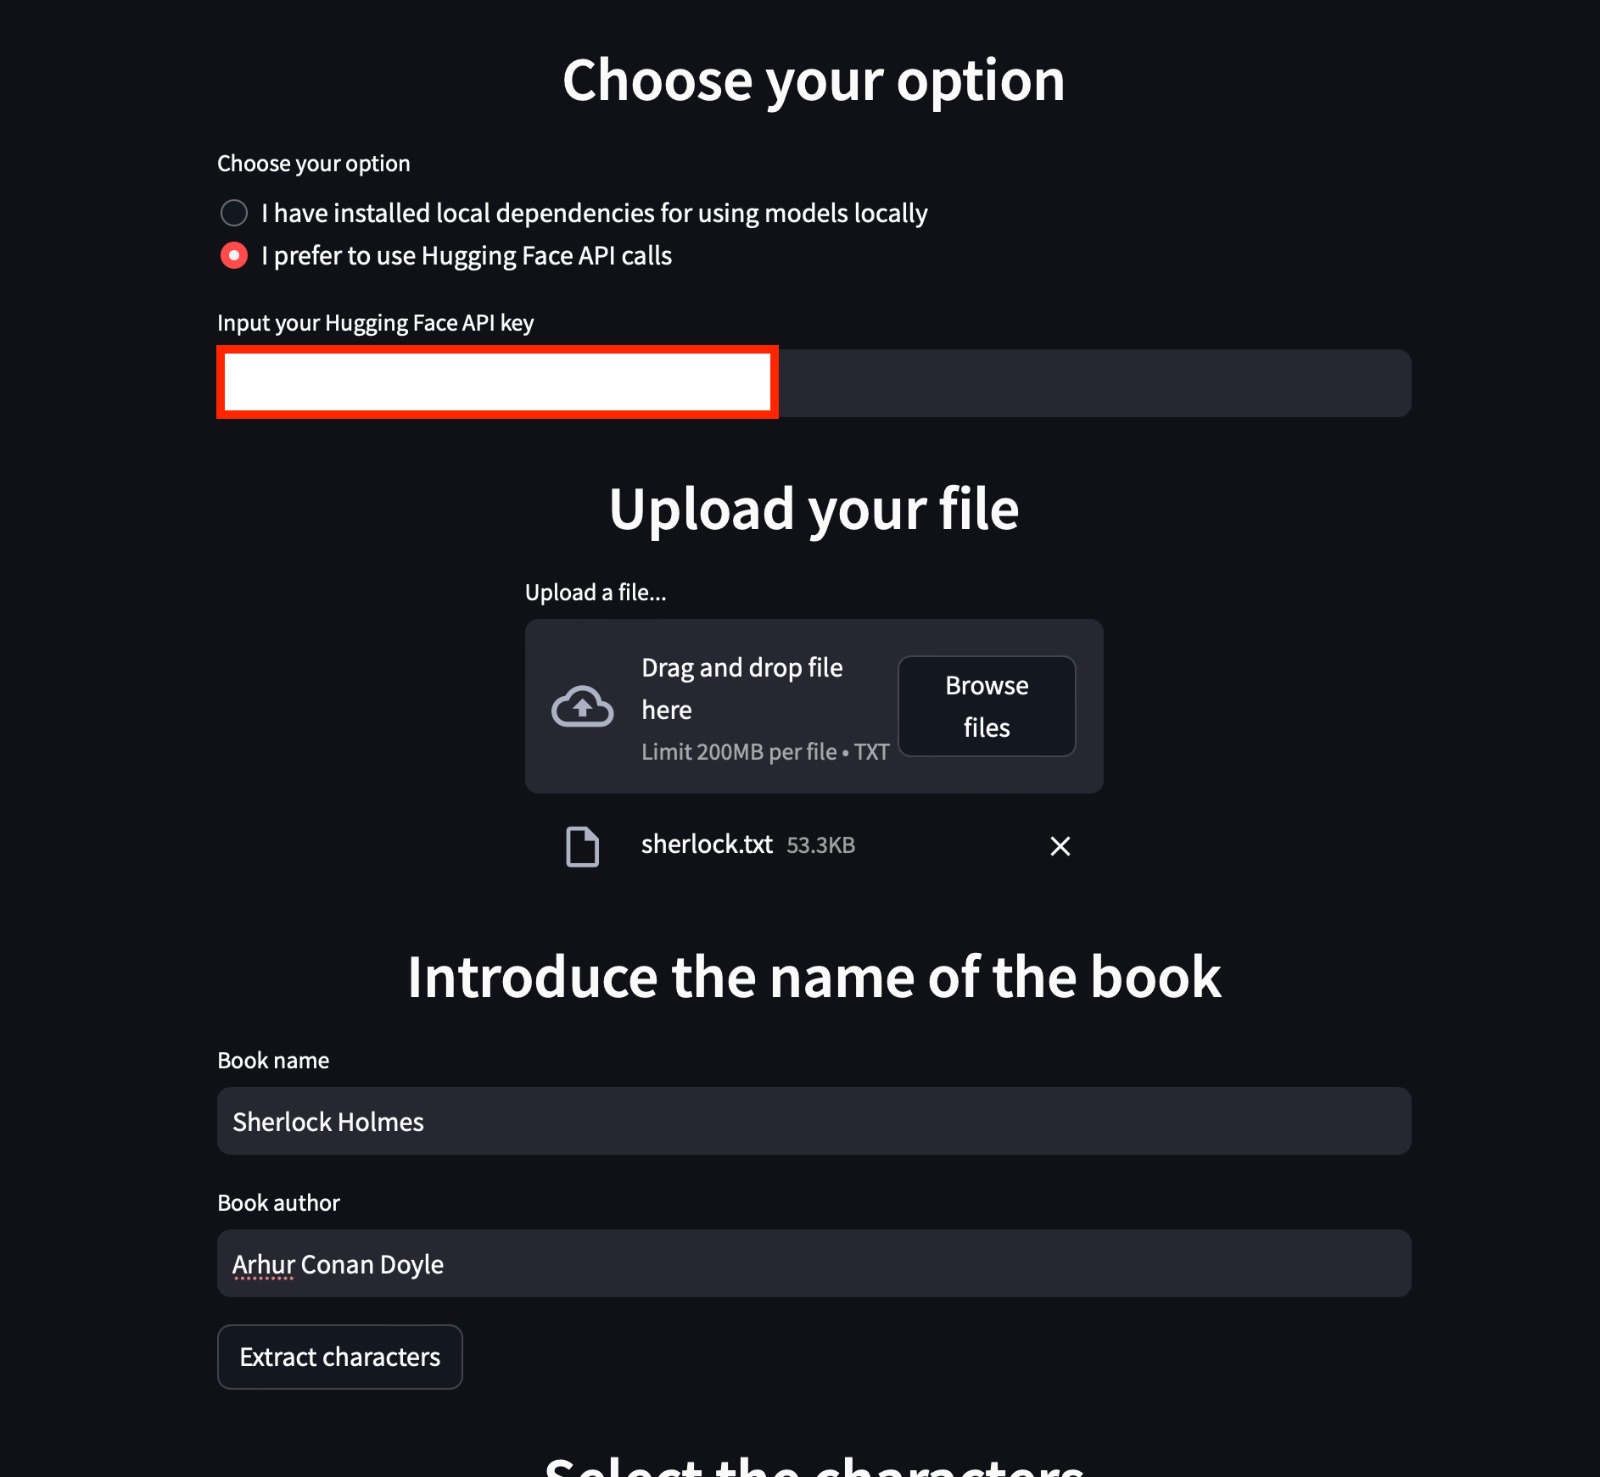 Choose your option
Choose your option
I have installed local dependencies for using models locally
I prefer to use Hugging Face API calls
Input your Hugging Face API key
Upload your file
Upload a file...
Drag and drop file
here
Limit 200MB per file • TXT
Browse
files
sherlock.txt 53.3KB
Introduce the name of the book
Book name
Sherlock Holmes
Book author
Arhur Conan Doyle
Extract characters
Select the characters